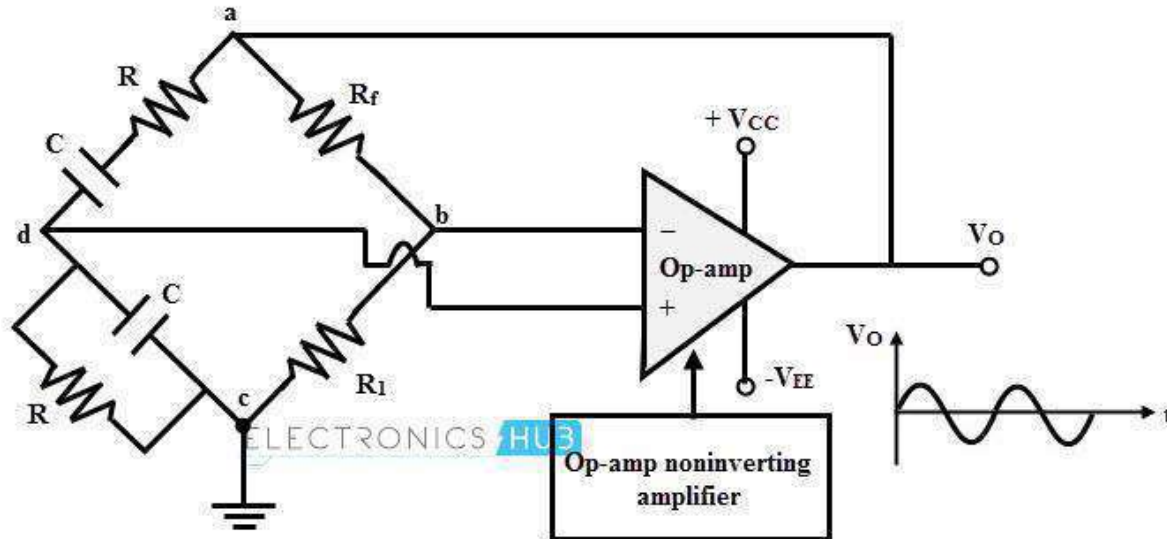 a
R
Rf
C
+ VCC
d
b
−
VO
Op-amp
C
+
VO
R
c
R1
-VEE
t
ELECTRONICS HUB
Op-amp noninverting
amplifier